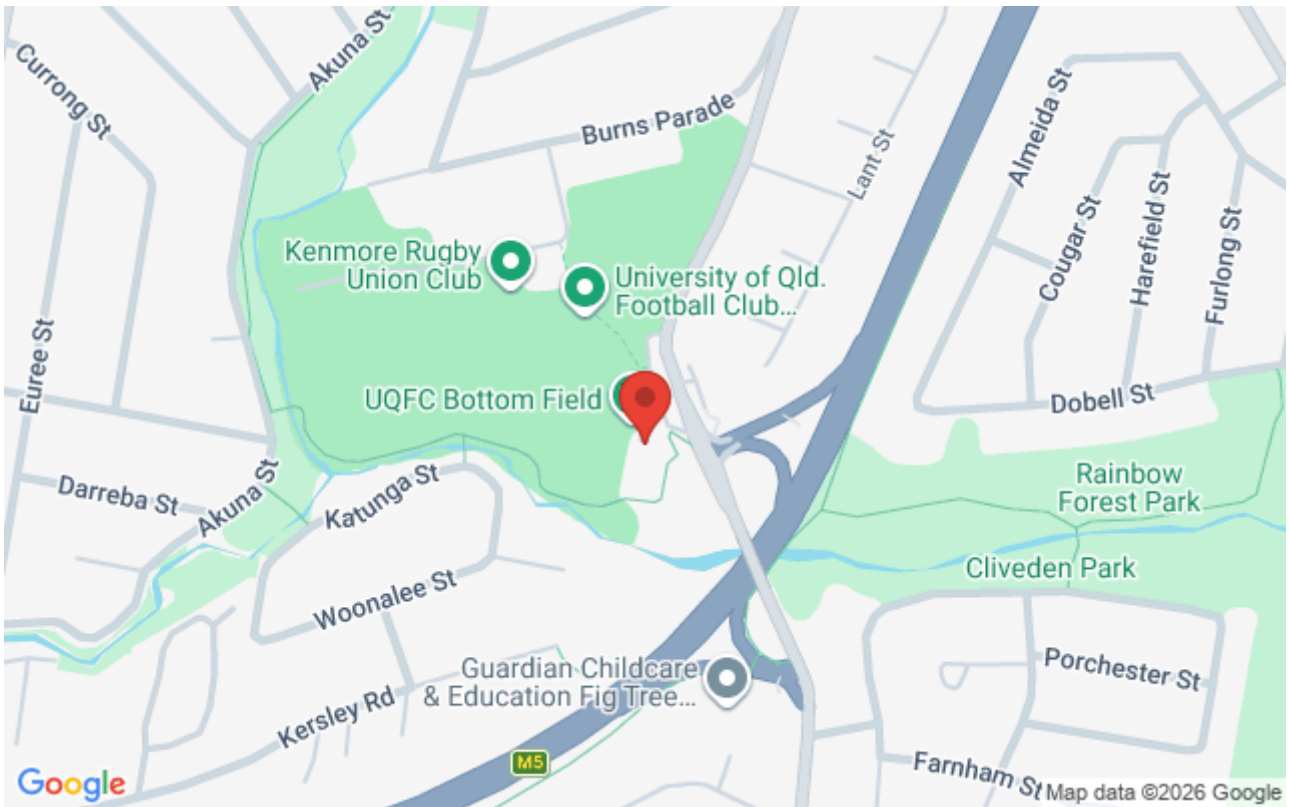 Currong St
Akuna St
Burns Parade
Lant St
Almeida St
Cougar St
Harefield St
Furlong St
Kenmore Rugby
Union Club
University of Qld.
Football Club...
Euree St
UQFC Bottom Field
Dobell St
Darreba St
Akuna St
Katunga St
Rainbow
Forest Park
Cliveden Park
Woonalee St
Guardian Childcare
& Education Fig Tree...
Porchester St
Kersley Rd
M5
Farnham St
Google
Map data ©2026 Google